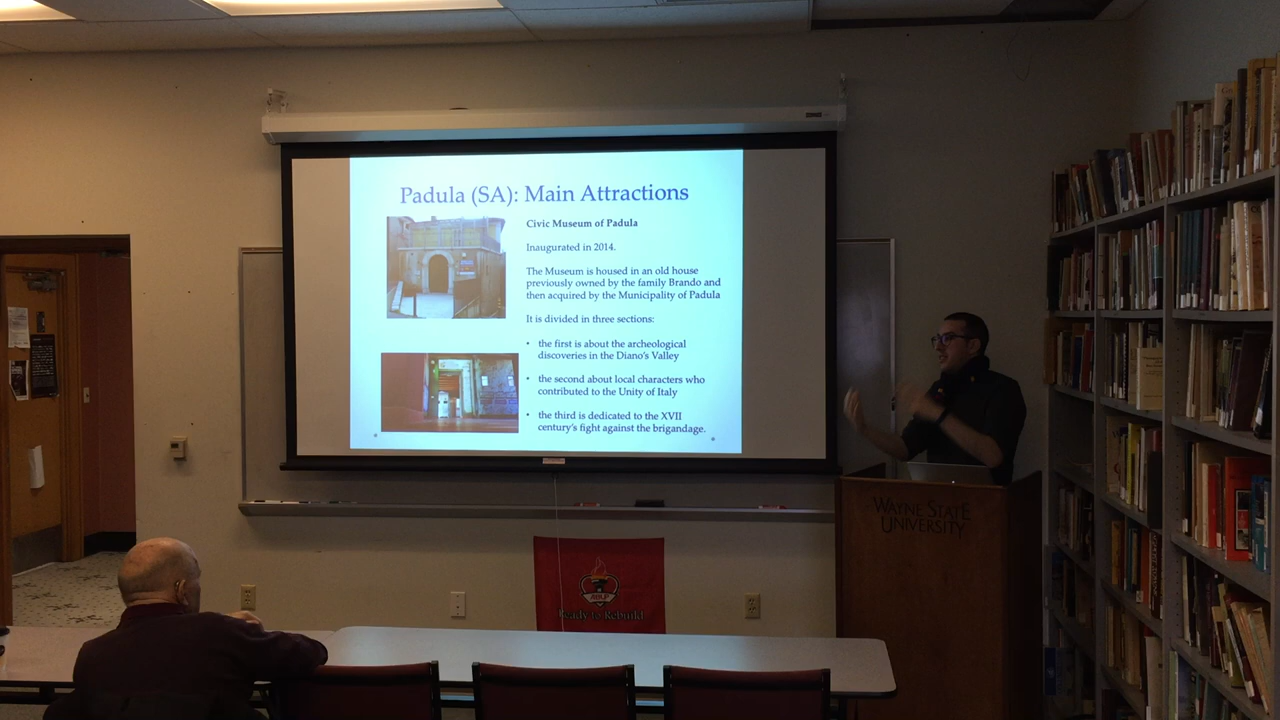 Padula (SA): Main Attractions
Civic Museum of Padula
Inaugurated in 2014.
The Museum is housed in an old house
previously owned by the family Brando and
then acquired by the Municipality of Padula
It is divided in three sections:
• the first is about the archeological
discoveries in the Diano's Valley
• the second about local characters who
contributed to the Unity of Italy
• the third is dedicated to the XVII
century's fight against the brigandage.
WAYNE STATE
UNIVERSITY
Ready to Rebuild